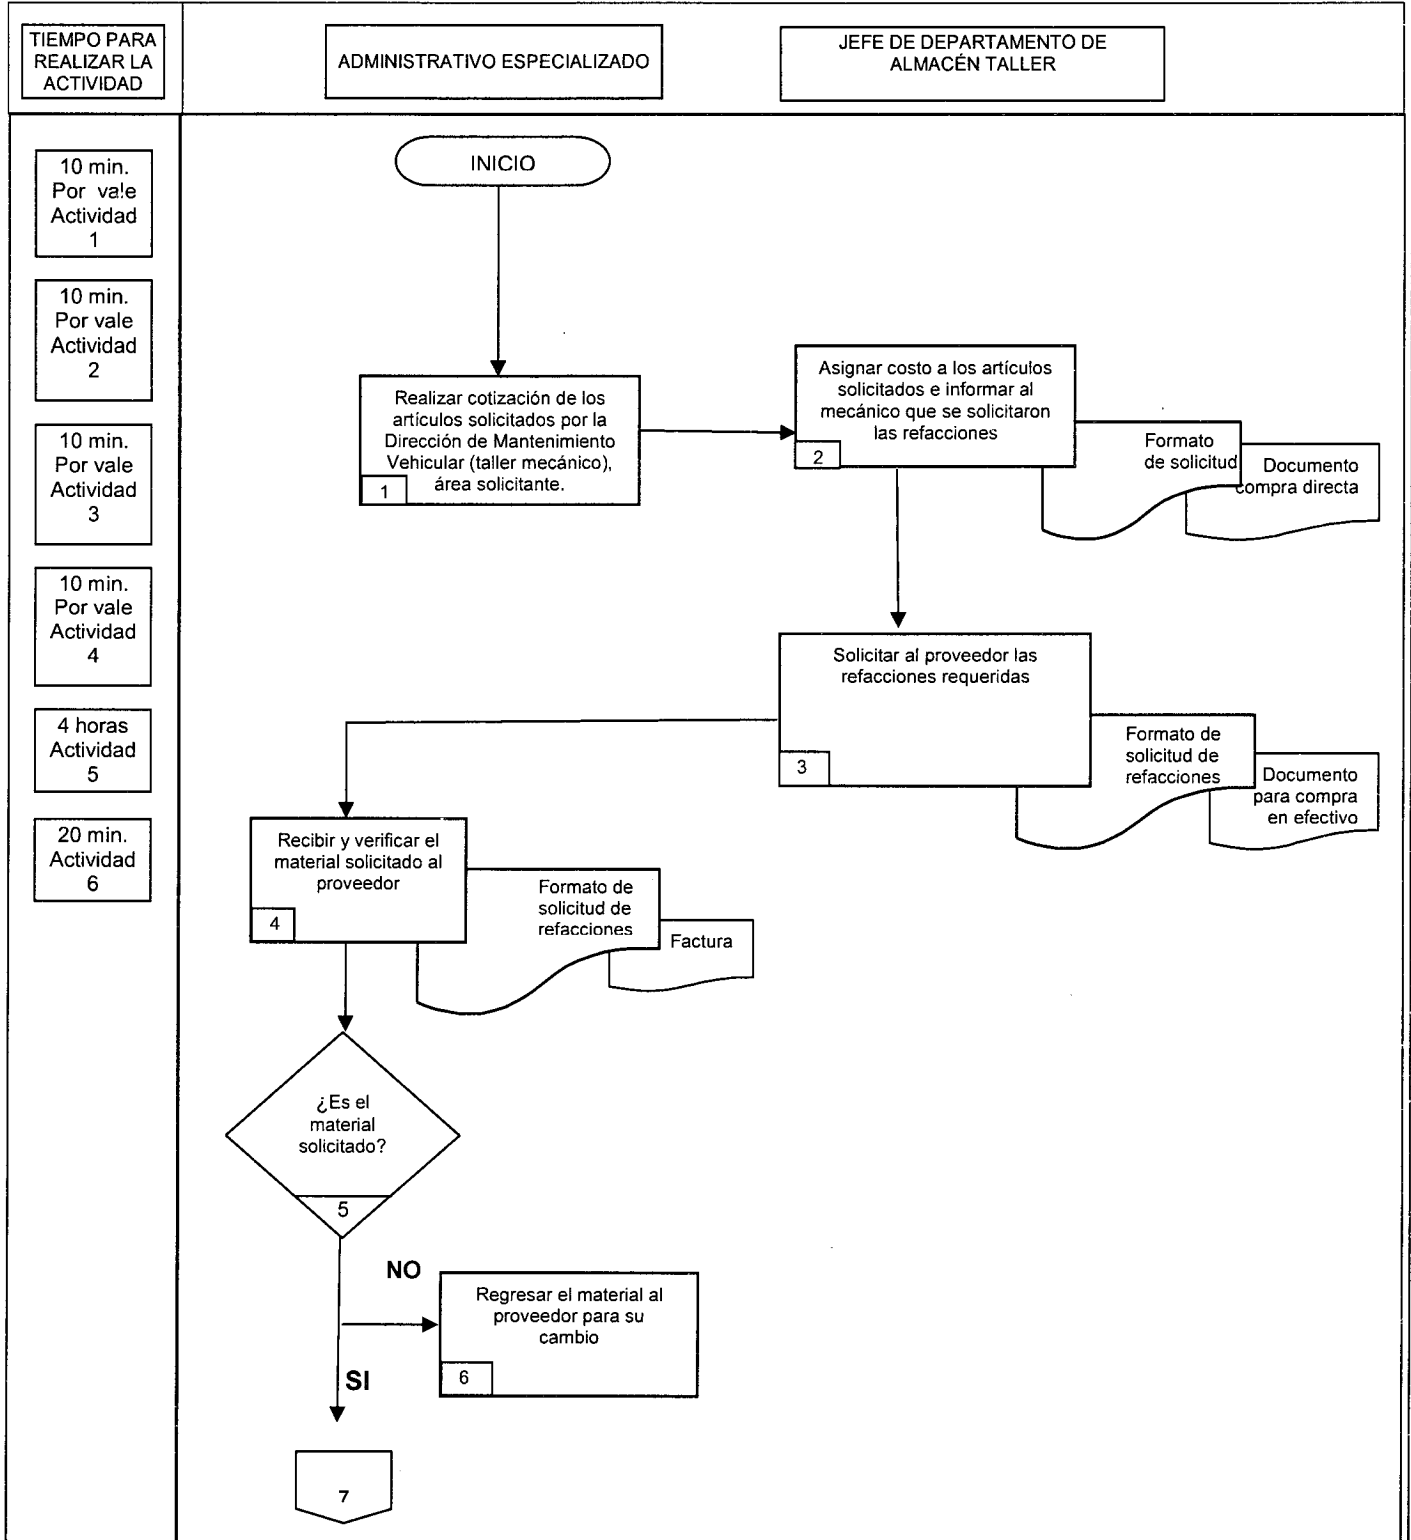 TIEMPO PARA
REALIZAR LA
ACTIVIDAD
ADMINISTRATIVO ESPECIALIZADO
JEFE DE DEPARTAMENTO DE
ALMACÉN TALLER
10 min.
Por vale
Actividad
1
10 min.
Por vale
Actividad
2
10 min.
Por vale
Actividad
3
10 min.
Por vale
Actividad
4
4 horas
Actividad
5
20 min.
Actividad
6
INICIO
Realizar cotización de los
artículos solicitados por la
Dirección de Mantenimiento
Vehicular (taller mecánico),
área solicitante.
1
Asignar costo a los artículos
solicitados e informar al
mecánico que se solicitaron
las refacciones
2
Formato
de solicitud
Documento
compra directa
Solicitar al proveedor las
refacciones requeridas
3
Formato de
solicitud de
refacciones
Documento
para compra
en efectivo
Recibir y verificar el
material solicitado al
proveedor
4
Formato de
solicitud de
refacciones
Factura
¿Es el
material
solicitado?
5
NO
Regresar el material al
proveedor para su
cambio
6
SI
7